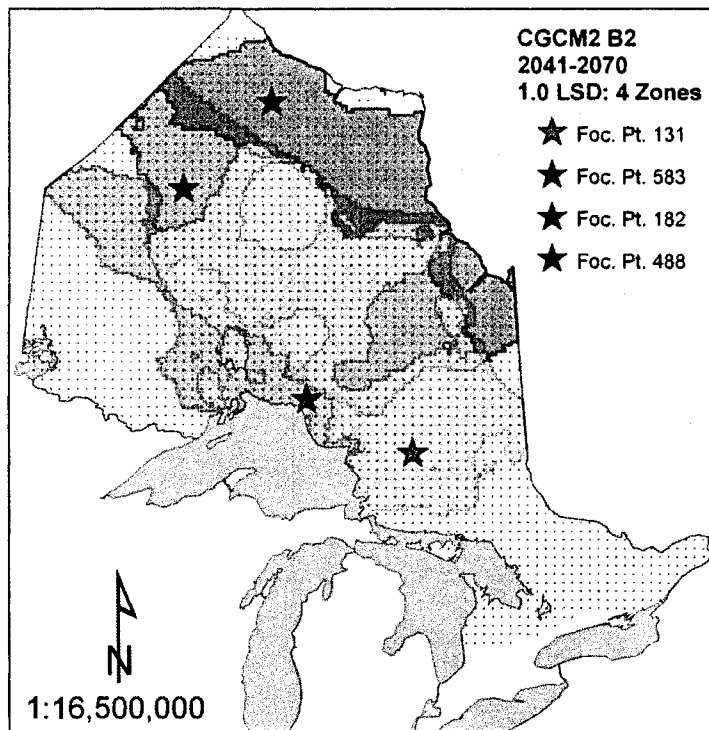 CGCM2 B2
2041-2070
1.0 LSD: 4 Zones
Foc. Pt. 131
Foc. Pt. 583
Foc. Pt. 182
Foc. Pt. 488
N
1:16,500,000